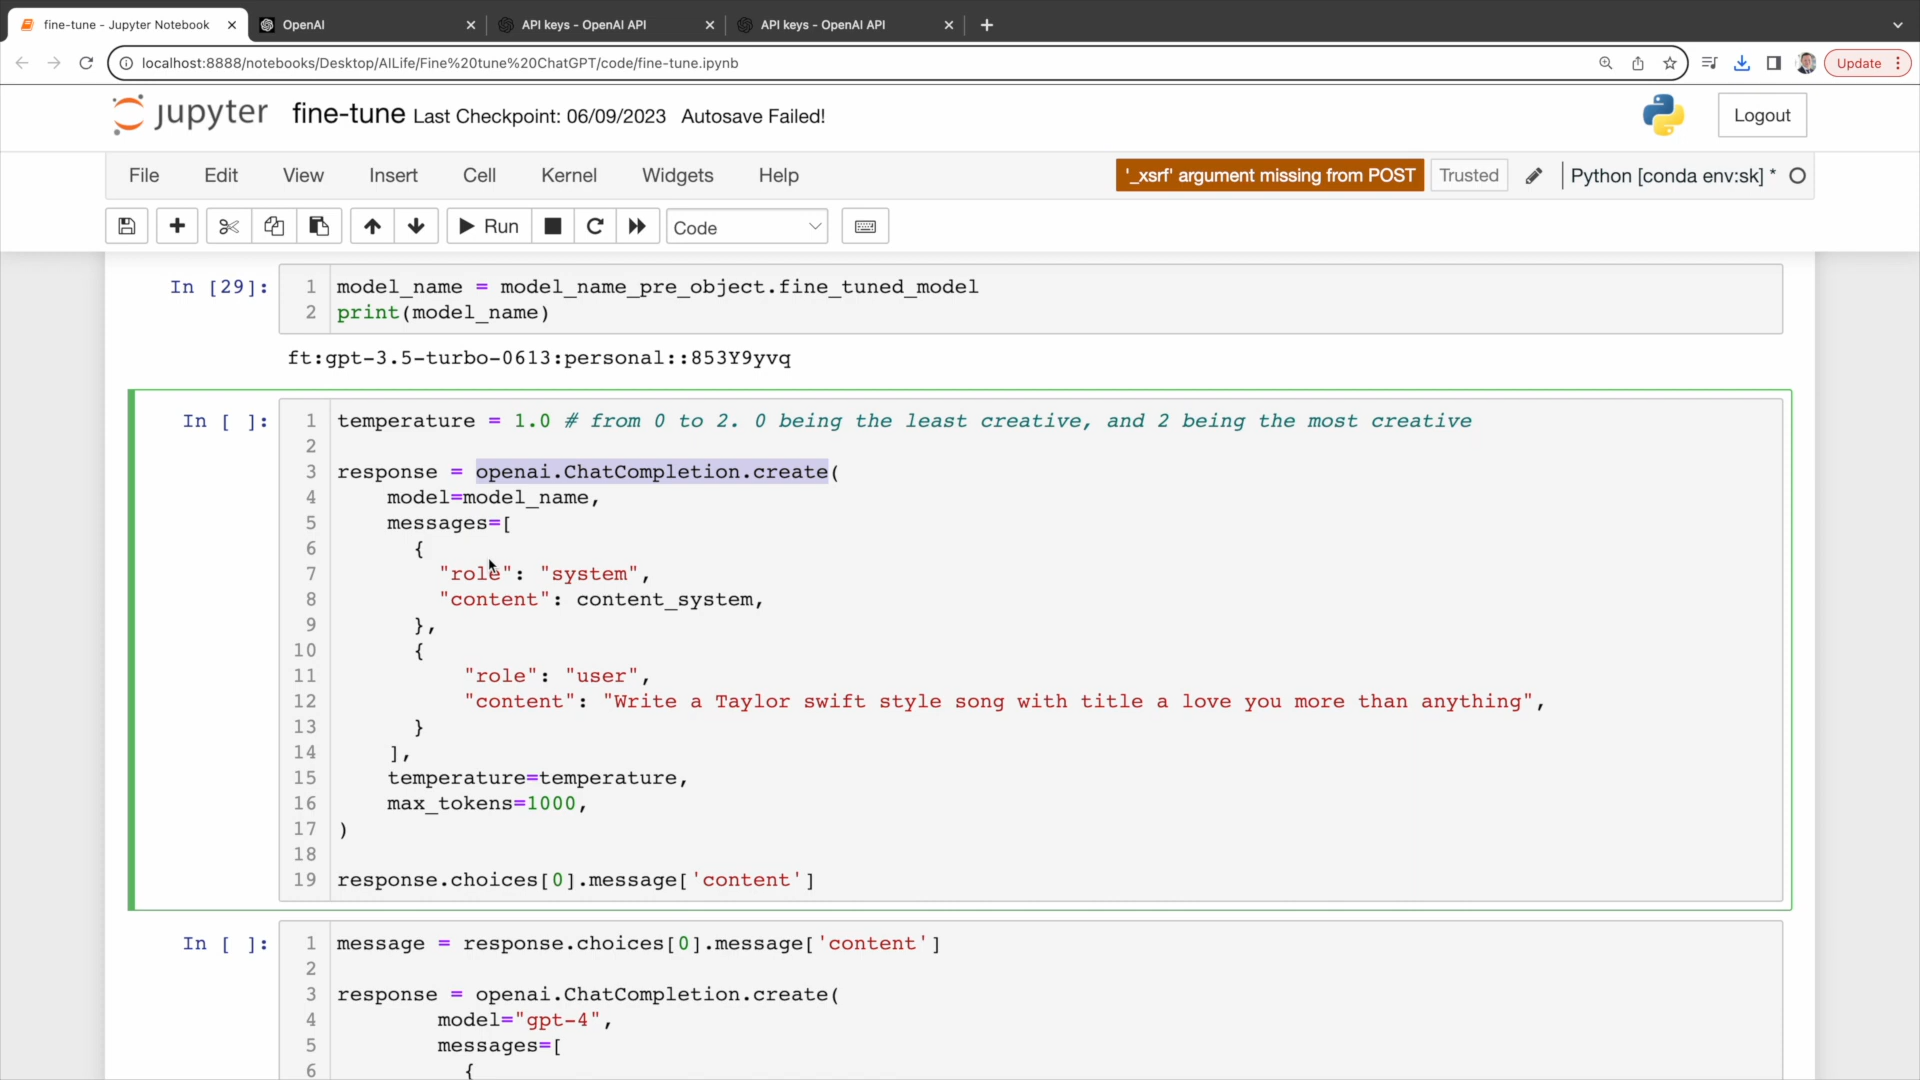 fine-tune - Jupyter Notebook
OpenAI
API keys - OpenAI API
API keys - OpenAI API
localhost:8888/notebooks/Desktop/AILife/Fine%20tune%20ChatGPT/code/fine-tune.ipynb
Update
jupyter fine-tune Last Checkpoint: 06/09/2023 Autosave Failed!
Logout
File Edit View Insert Cell Kernel Widgets Help
'_xsrf' argument missing from POST
Trusted
Python [conda env:sk] *
Run
Code
In [29]:
1 model_name = model_name_pre_object.fine_tuned_model
2 print(model_name)
ft:gpt-3.5-turbo-0613:personal::853Y9yvq
In [ ]:
1 temperature = 1.0 # from 0 to 2. 0 being the least creative, and 2 being the most creative
2
3 response = openai.ChatCompletion.create(
4     model=model_name,
5     messages=[
6       {
7         "role": "system",
8         "content": content_system,
9       },
10       {
11           "role": "user",
12           "content": "Write a Taylor swift style song with title a love you more than anything",
13       }
14     ],
15     temperature=temperature,
16     max_tokens=1000,
17 )
18
19 response.choices[0].message['content']
In [ ]:
1 message = response.choices[0].message['content']
2
3 response = openai.ChatCompletion.create(
4         model="gpt-4",
5         messages=[
6           {